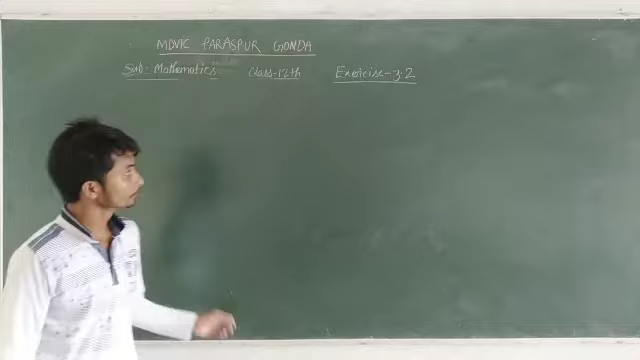 MDVIC PARASPUR GONDA
Sub- Mathematics Class-12th Exercise-3.2